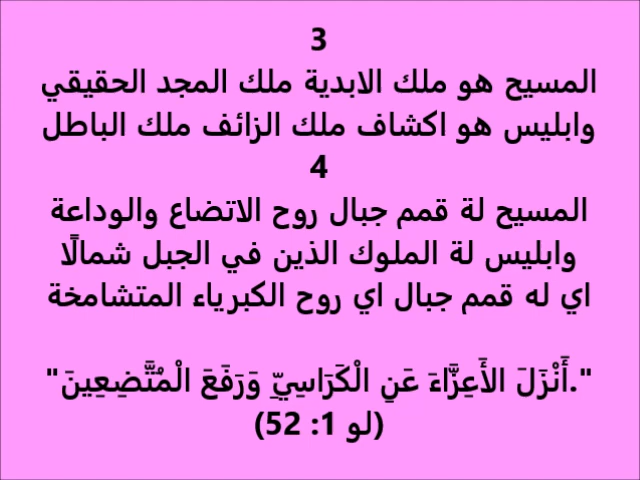 3
المسيح هو ملك الابدية ملك المجد الحقيقي
وابليس هو اكشاف ملك الزائف ملك الباطل
4
المسيح لة قمم جبال روح الاتضاع والوداعة
وابليس لة الملوك الذين في الجبل شمالًا
اي له قمم جبال اي روح الكبرياء المتشامخة
"أَنْزَلَ الأَعِزَّاءَ عَنِ الْكَرَاسِيِّ وَرَفَعَ الْمُتَّضِعِينَ."
(لو 1: 52)